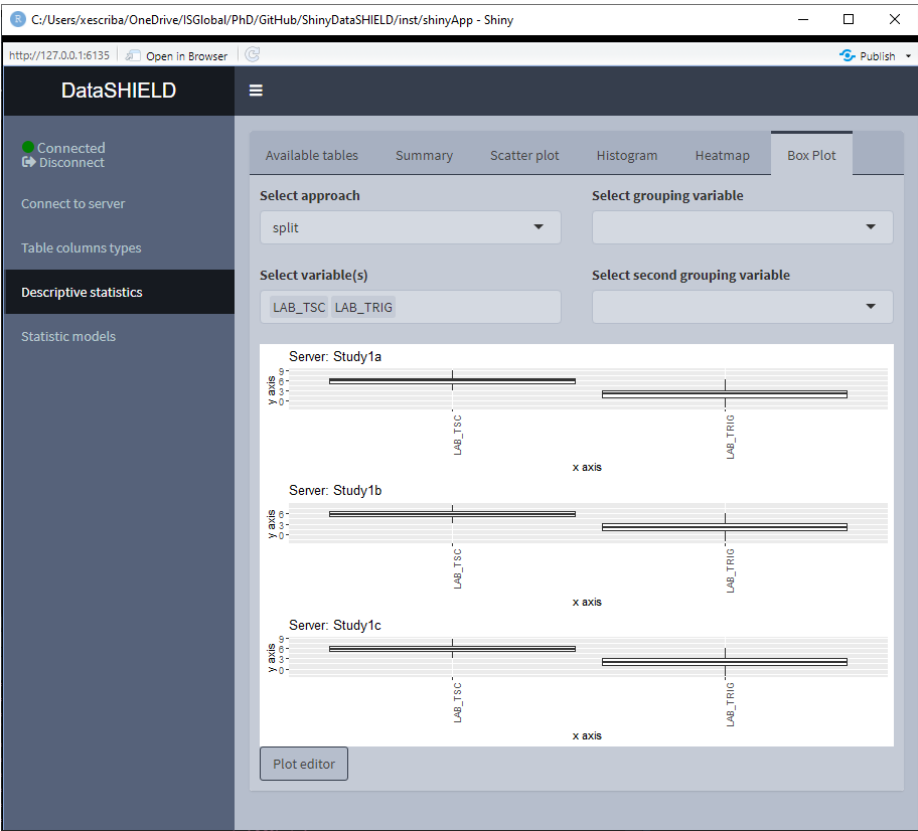 C:/Users/xescriba/OneDrive/ISGlobal/PhD/GitHub/ShinyDataSHIELD/inst/shinyApp - Shiny
http://127.0.0.1:6135 Open in Browser Publish
DataSHIELD
Connected
Disconnect
Connect to server
Table columns types
Descriptive statistics
Statistic models
Available tables Summary Scatter plot Histogram Heatmap Box Plot
Select approach Select grouping variable
split
Select variable(s) Select second grouping variable
LAB_TSC LAB_TRIG
Server: Study1a
y axis
9
6
3
0
LAB_TSC LAB_TRIG
x axis
Server: Study1b
y axis
6
3
0
LAB_TSC LAB_TRIG
x axis
Server: Study1c
y axis
9
6
3
0
LAB_TSC LAB_TRIG
x axis
Plot editor